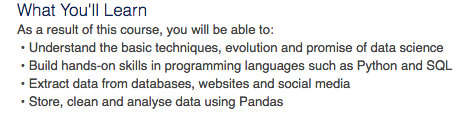 What You'll Learn
As a result of this course, you will be able to:
• Understand the basic techniques, evolution and promise of data science
• Build hands-on skills in programming languages such as Python and SQL
• Extract data from databases, websites and social media
• Store, clean and analyse data using Pandas